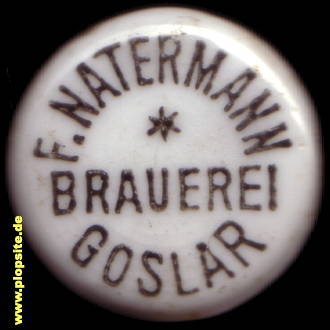 F. NATERMANN
*
BRAUEREI
GOSLAR
www.plopsite.de